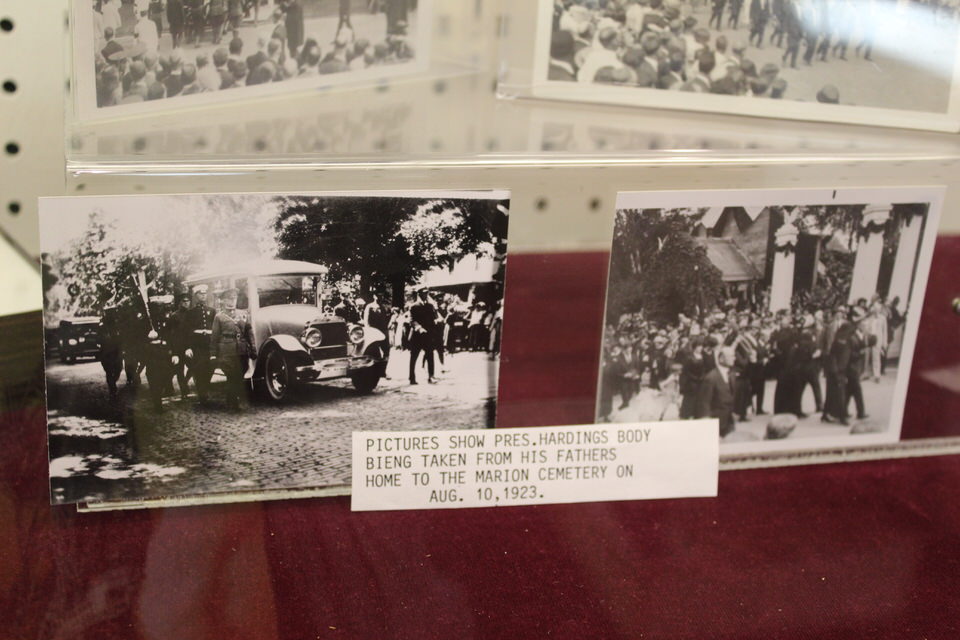 PICTURES SHOW PRES.HARDINGS BODY
BIENG TAKEN FROM HIS FATHERS
HOME TO THE MARION CEMETERY ON
AUG. 10,1923.